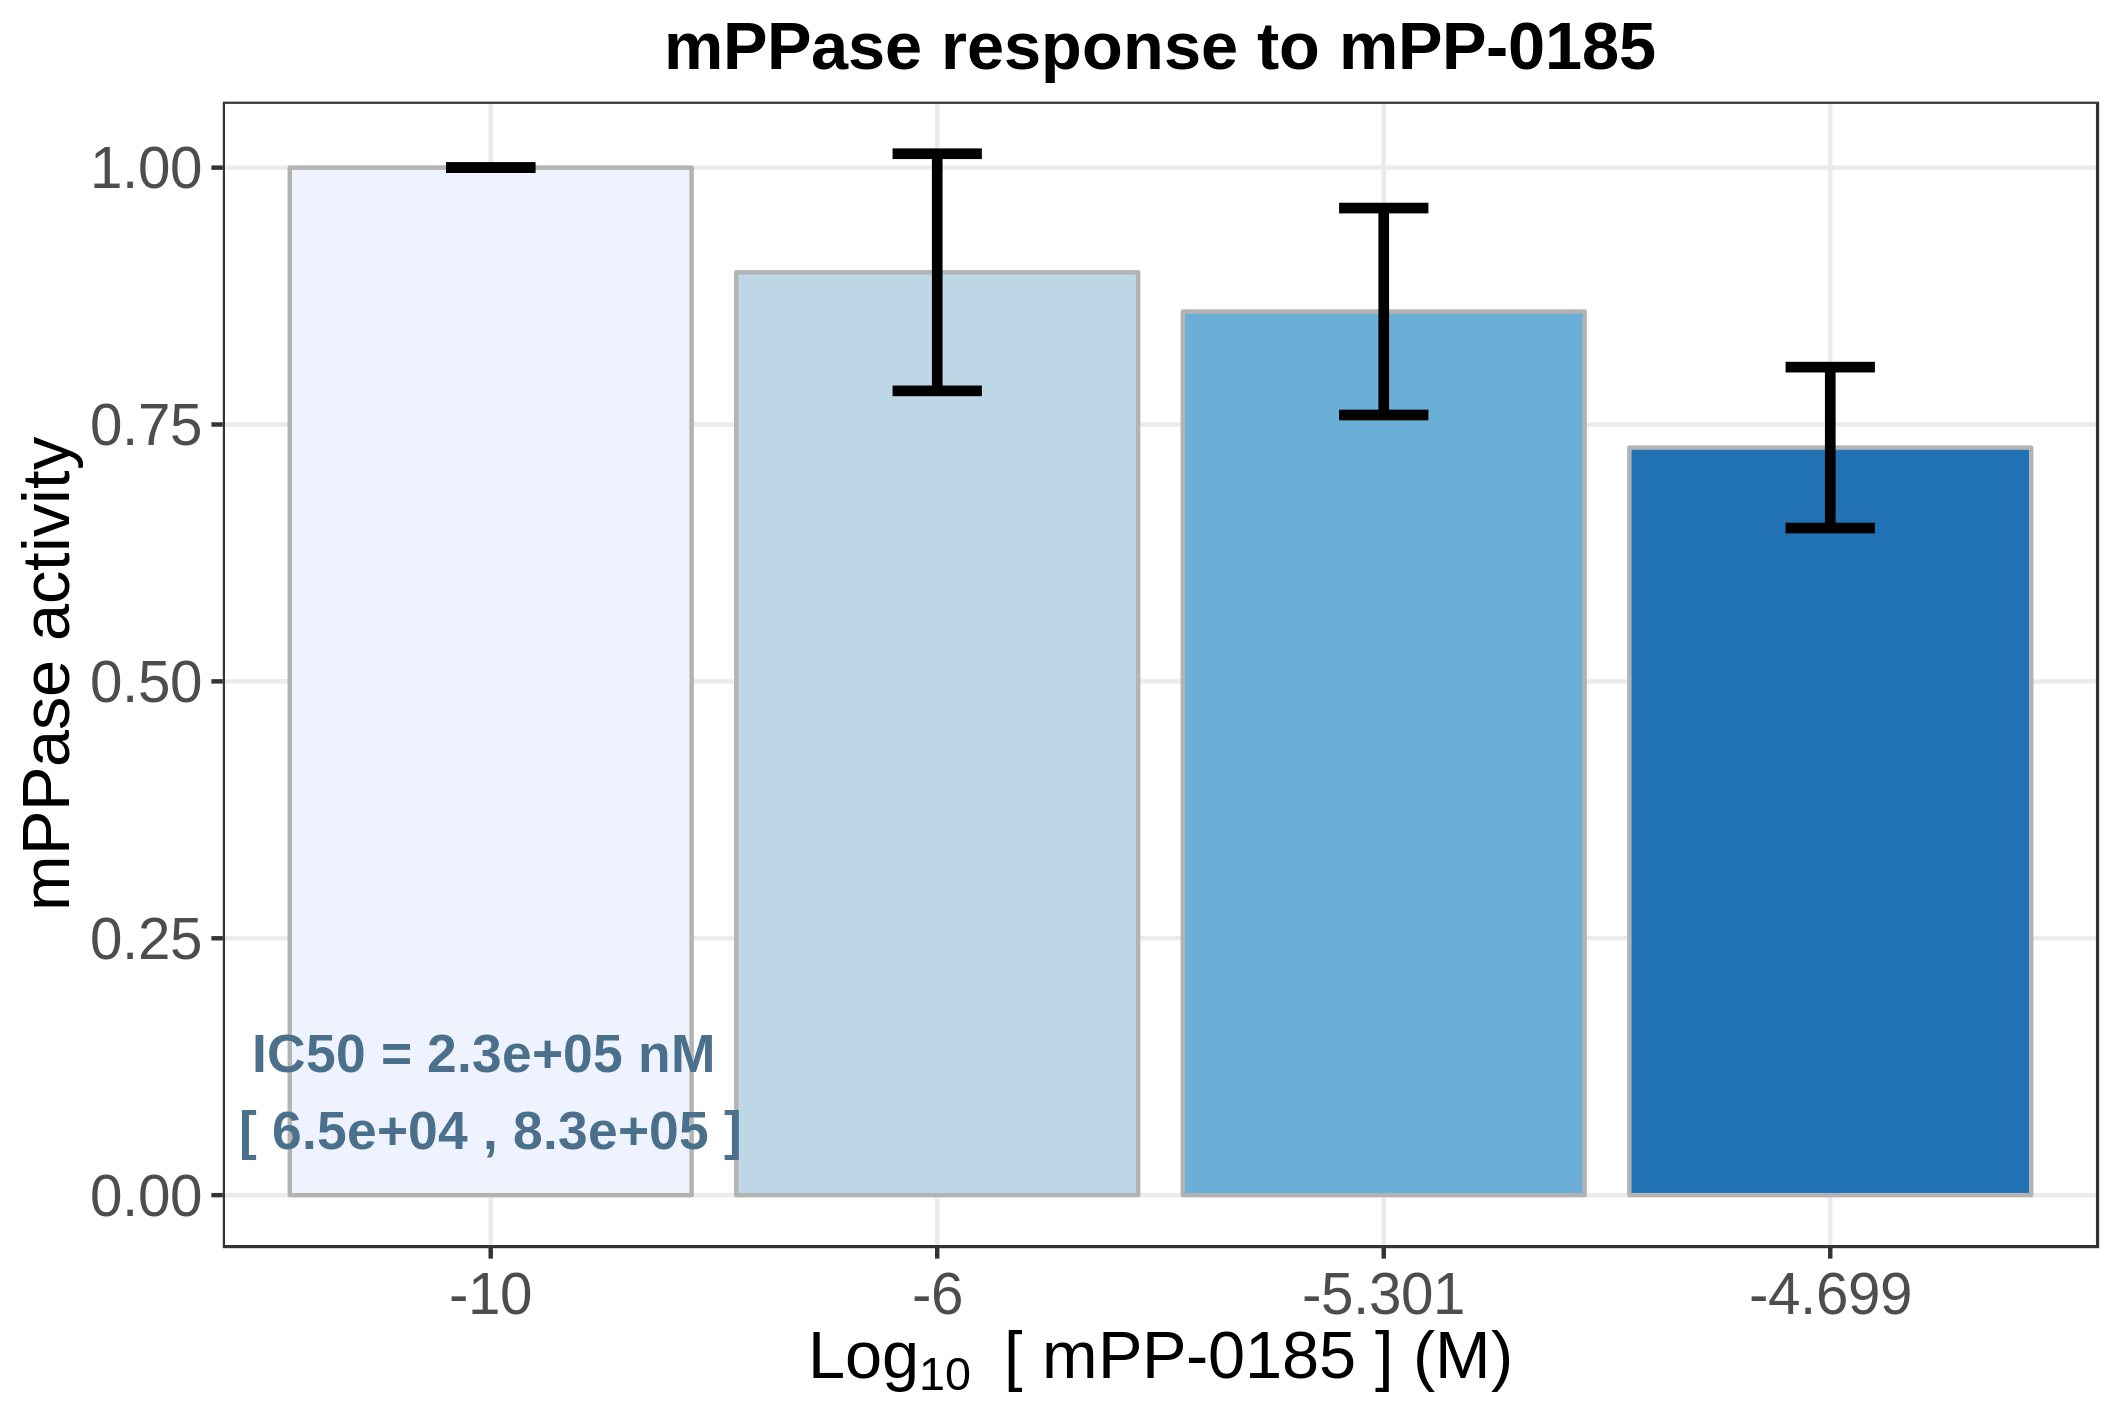 mPPase response to mPP-0185
mPPase activity
1.00
0.75
0.50
0.25
0.00
IC50 = 2.3e+05 nM
[ 6.5e+04 , 8.3e+05 ]
-10 -6 -5.301 -4.699
Log₁₀ [ mPP-0185 ] (M)